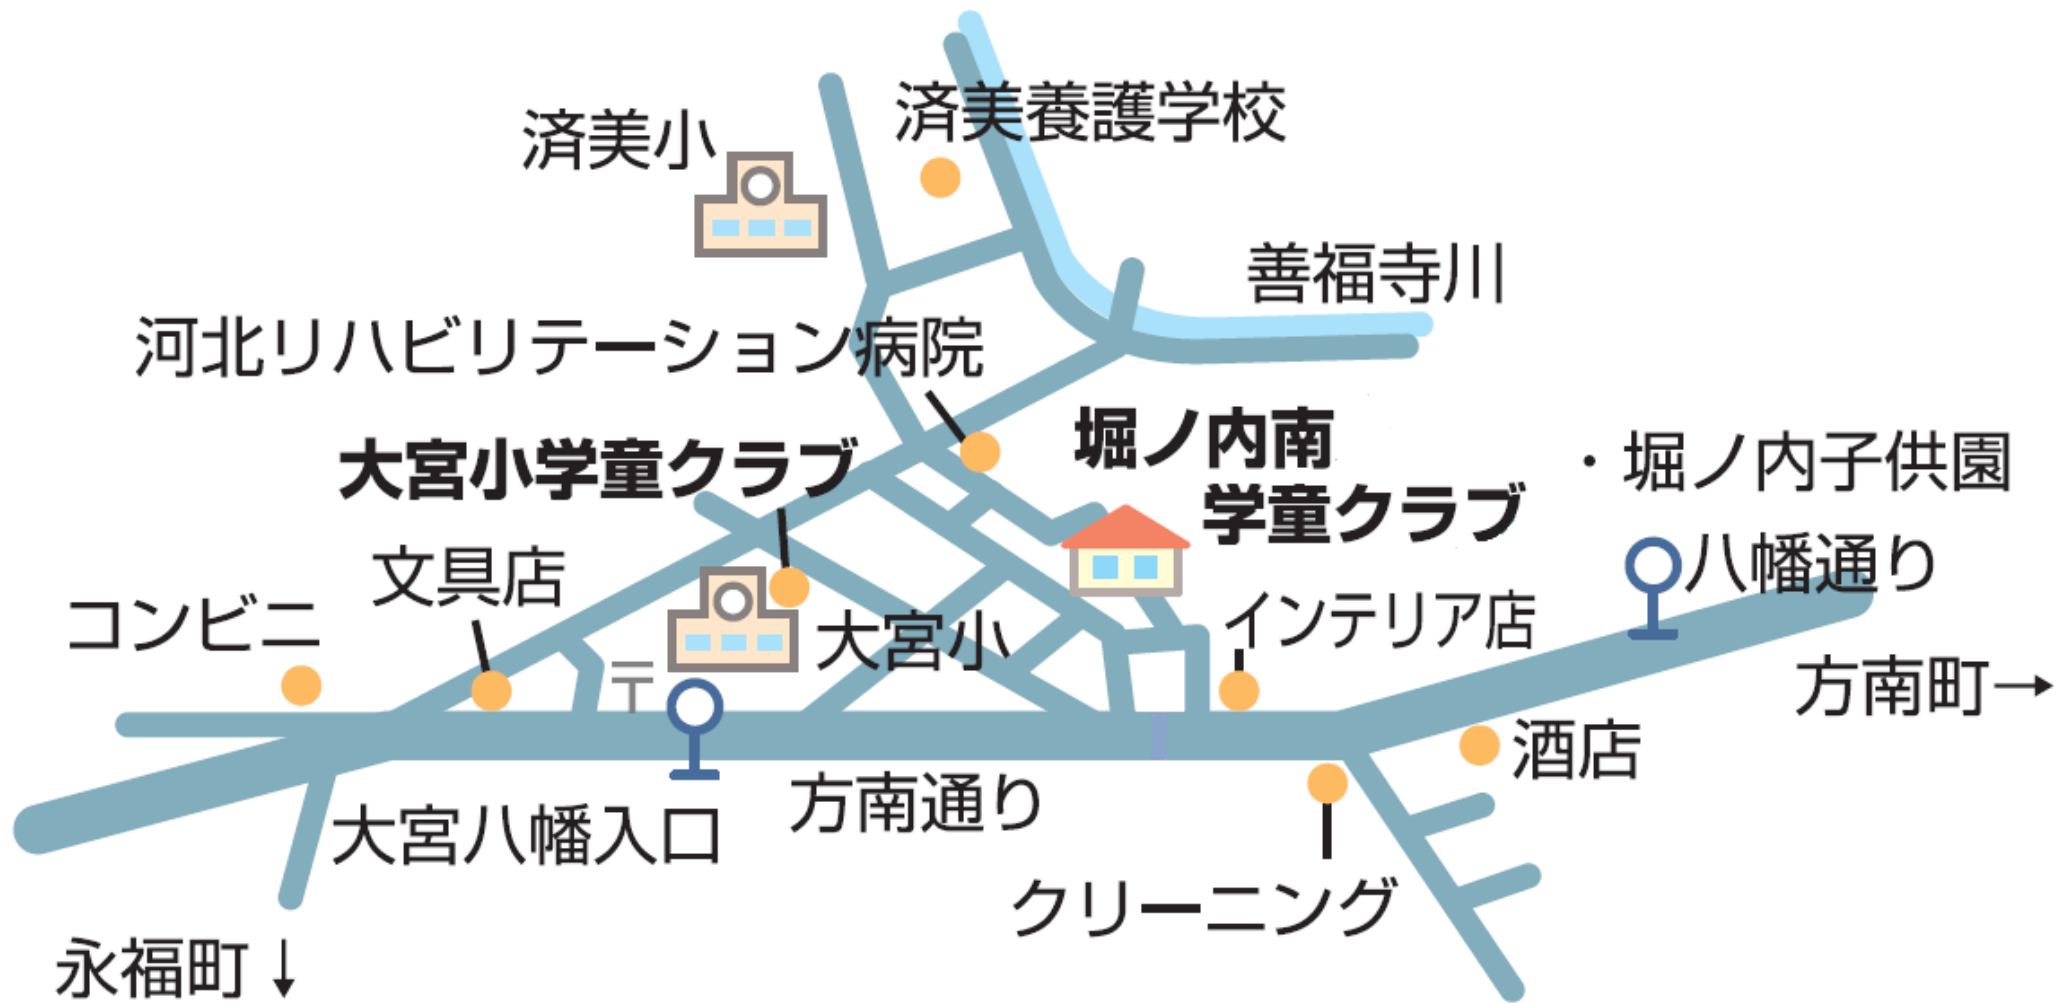 済美養護学校
済美小
善福寺川
河北リハビリテーション病院
堀ノ内南
学童クラブ
大宮小学童クラブ
・堀ノ内子供園
文具店
八幡通り
コンビニ
インテリア店
大宮小
〒
方南町→
酒店
方南通り
大宮八幡入口
クリーニング
永福町↓